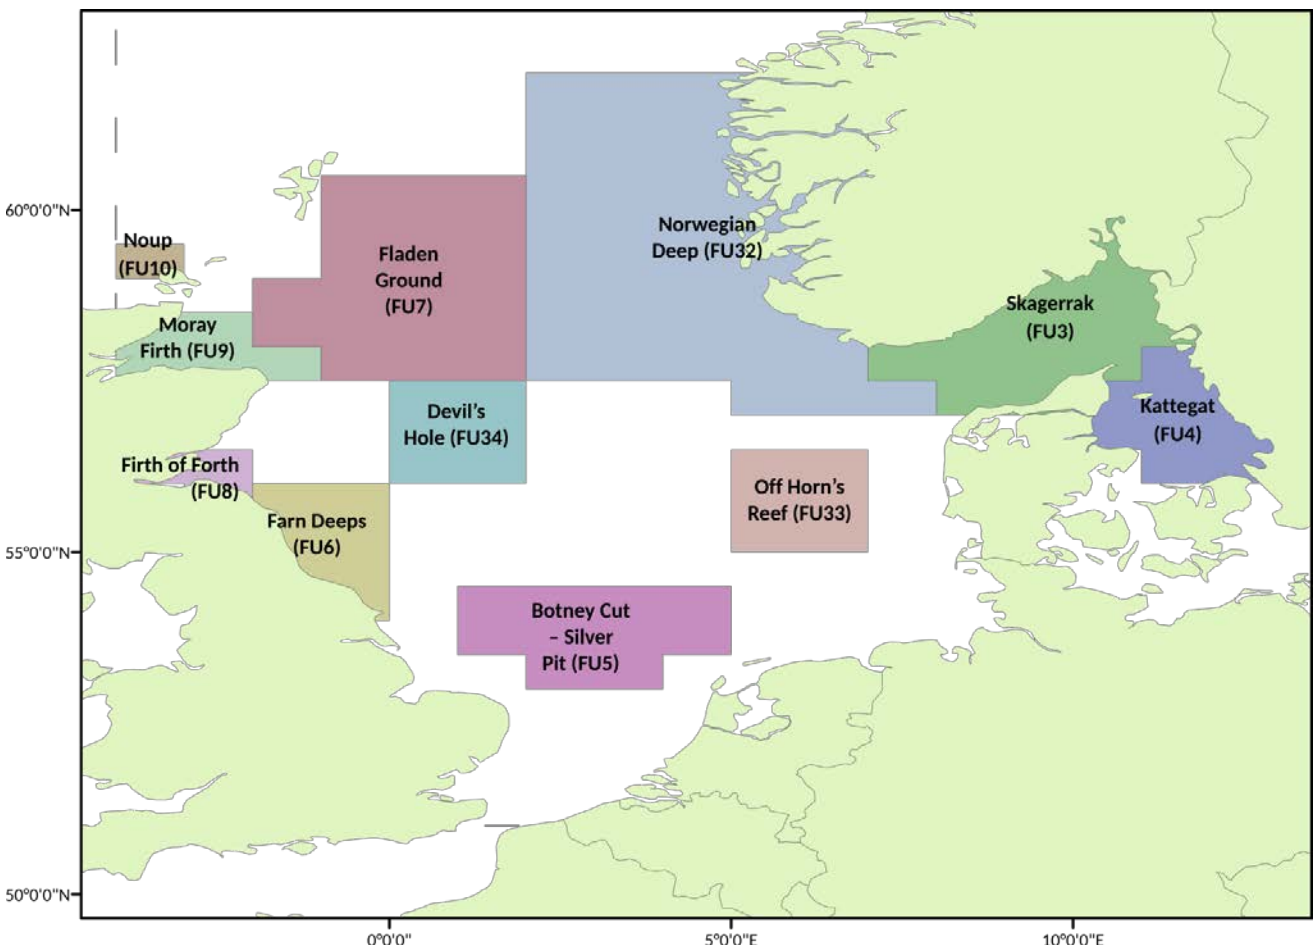 60°0'0"N
Noup
(FU10)
Fladen
Ground
(FU7)
Norwegian
Deep (FU32)
Moray
Firth (FU9)
Skagerrak
(FU3)
Devil's
Hole (FU34)
Kattegat
(FU4)
Firth of Forth
(FU8)
Off Horn's
Reef (FU33)
Farn Deeps
(FU6)
55°0'0"N
Botney Cut
– Silver
Pit (FU5)
50°0'0"N
0°0'0"
5°0'0"E
10°0'0"E